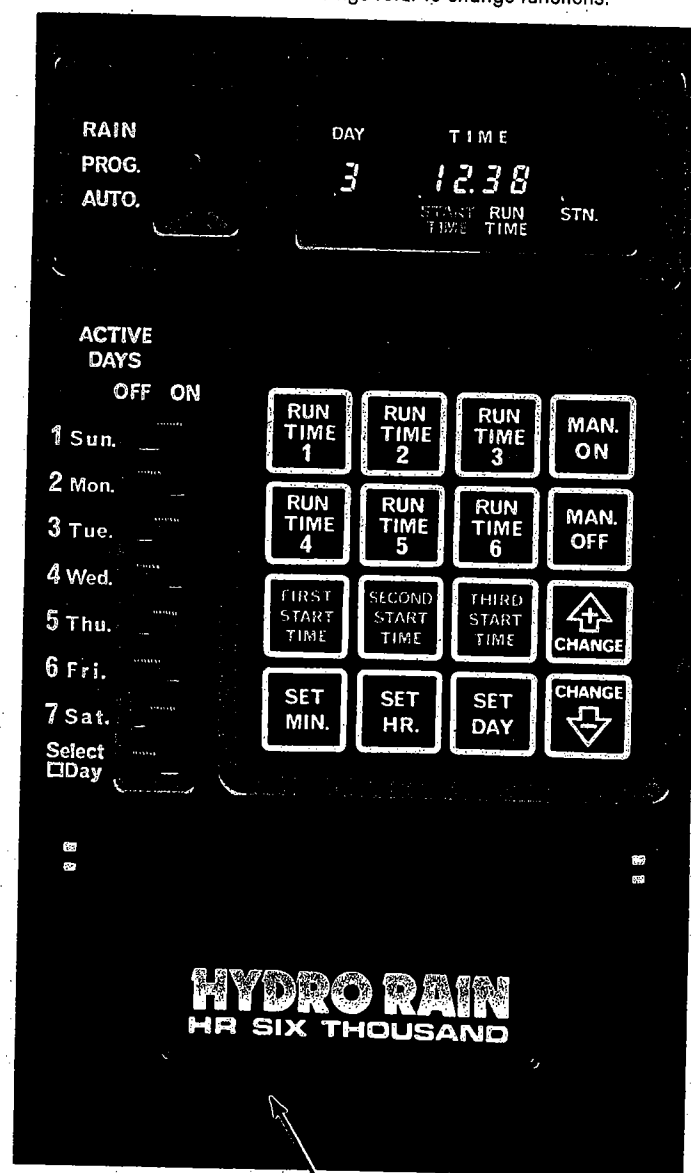 to change functions.
RAIN
PROG.
AUTO.
DAY TIME
3 12.38
START TIME RUN TIME STN.
ACTIVE
DAYS
OFF ON
1 Sun.
2 Mon.
3 Tue.
4 Wed.
5 Thu.
6 Fri.
7 Sat.
Select
□Day
RUN TIME 1
RUN TIME 2
RUN TIME 3
MAN. ON
RUN TIME 4
RUN TIME 5
RUN TIME 6
MAN. OFF
FIRST START TIME
SECOND START TIME
THIRD START TIME
+ CHANGE
SET MIN.
SET HR.
SET DAY
CHANGE -
HYDRO RAIN
HR SIX THOUSAND